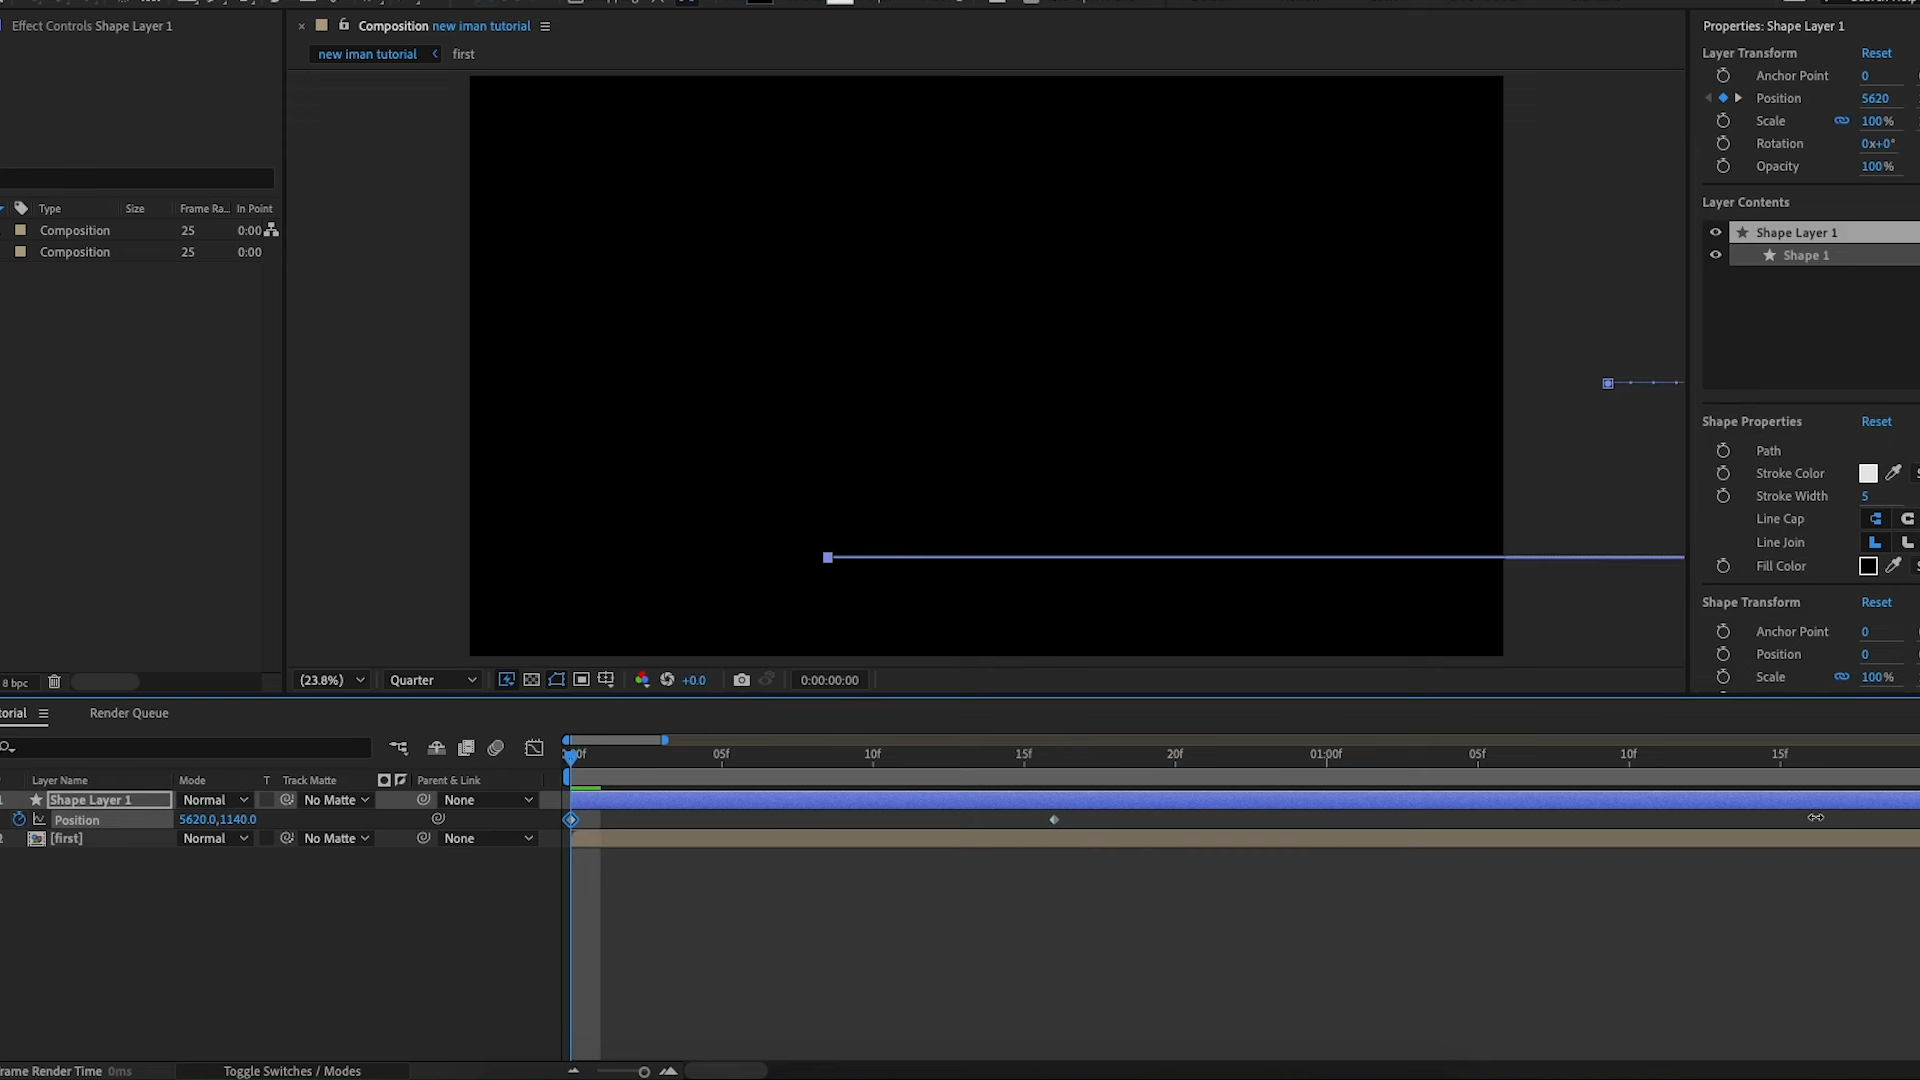 Effect Controls Shape Layer 1
× Composition new iman tutorial
new iman tutorial < first
Type Size Frame Ra... In Point
Composition 25 0:00
Composition 25 0:00
8 bpc
(23.8%) Quarter +0.0 0:00:00:00
Properties: Shape Layer 1
Layer Transform Reset
Anchor Point 0
Position 5620
Scale 100%
Rotation 0x+0°
Opacity 100%
Layer Contents
Shape Layer 1
Shape 1
Shape Properties Reset
Path
Stroke Color
Stroke Width 5
Line Cap
Line Join
Fill Color
Shape Transform Reset
Anchor Point 0
Position 0
Scale 100%
torial Render Queue
05f 10f 15f 20f 01:00f 05f 10f 15f
Layer Name Mode T Track Matte Parent & Link
Shape Layer 1 Normal No Matte None
Position 5620.0,1140.0
[first] Normal No Matte None
rame Render Time 0ms Toggle Switches / Modes